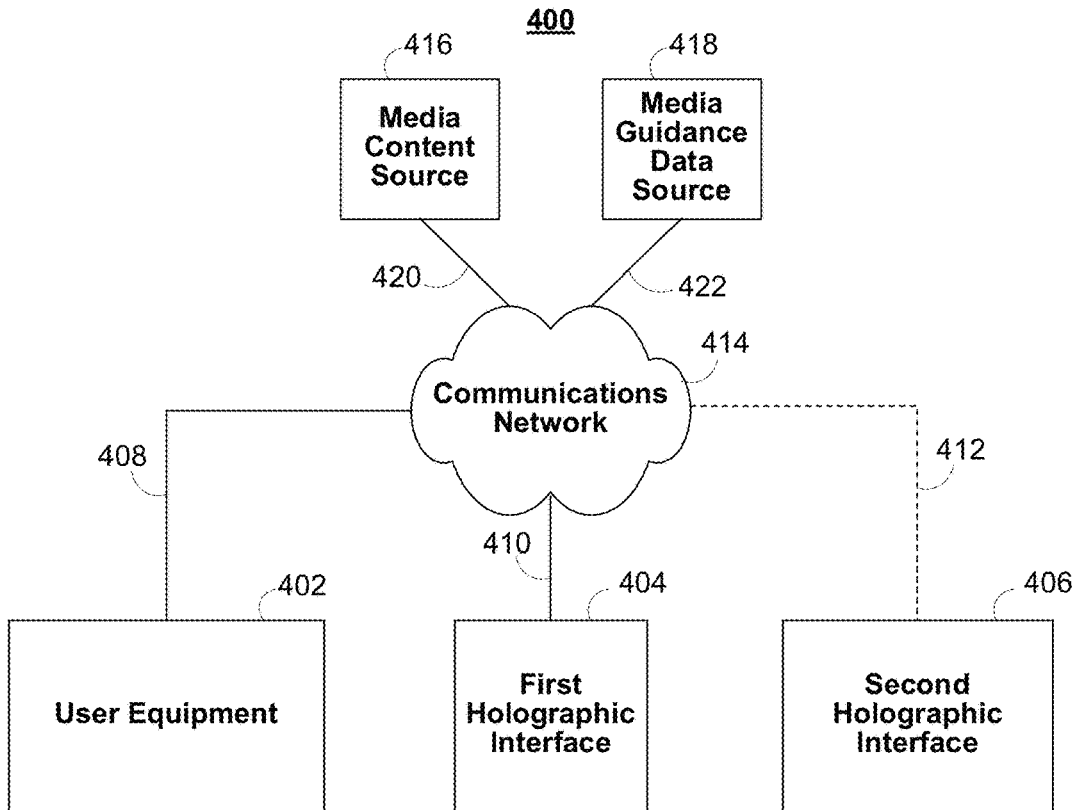 400
416
418
Media
Content
Source
Media
Guidance
Data
Source
420
422
414
Communications
Network
408
412
410
402
404
406
User Equipment
First
Holographic
Interface
Second
Holographic
Interface